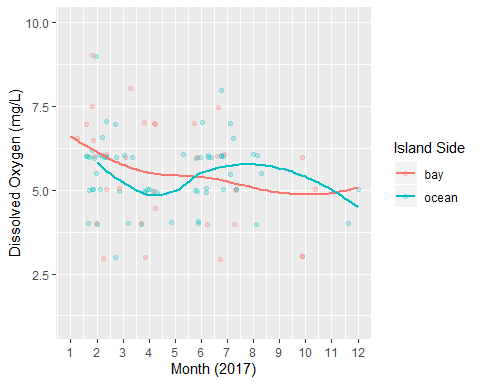 10.0
7.5
5.0
2.5
Dissolved Oxygen (mg/L)
1 2 3 4 5 6 7 8 9 10 11 12
Month (2017)
Island Side
bay
ocean